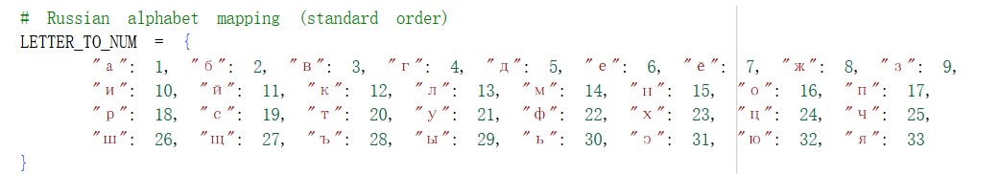 # Russian alphabet mapping (standard order)
LETTER_TO_NUM = {
"а": 1, "б": 2, "в": 3, "г": 4, "д": 5, "е": 6, "ё": 7, "ж": 8, "з": 9,
"и": 10, "й": 11, "к": 12, "л": 13, "м": 14, "н": 15, "о": 16, "п": 17,
"р": 18, "с": 19, "т": 20, "у": 21, "ф": 22, "х": 23, "ц": 24, "ч": 25,
"ш": 26, "щ": 27, "ъ": 28, "ы": 29, "ь": 30, "э": 31, "ю": 32, "я": 33
}